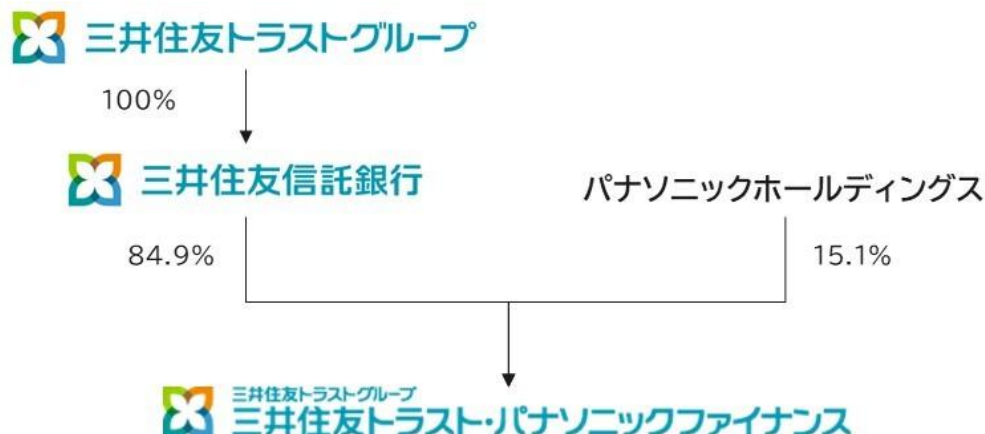 三井住友トラストグループ
100%
三井住友信託銀行
パナソニックホールディングス
84.9%
15.1%
三井住友トラストグループ
三井住友トラスト・パナソニックファイナンス